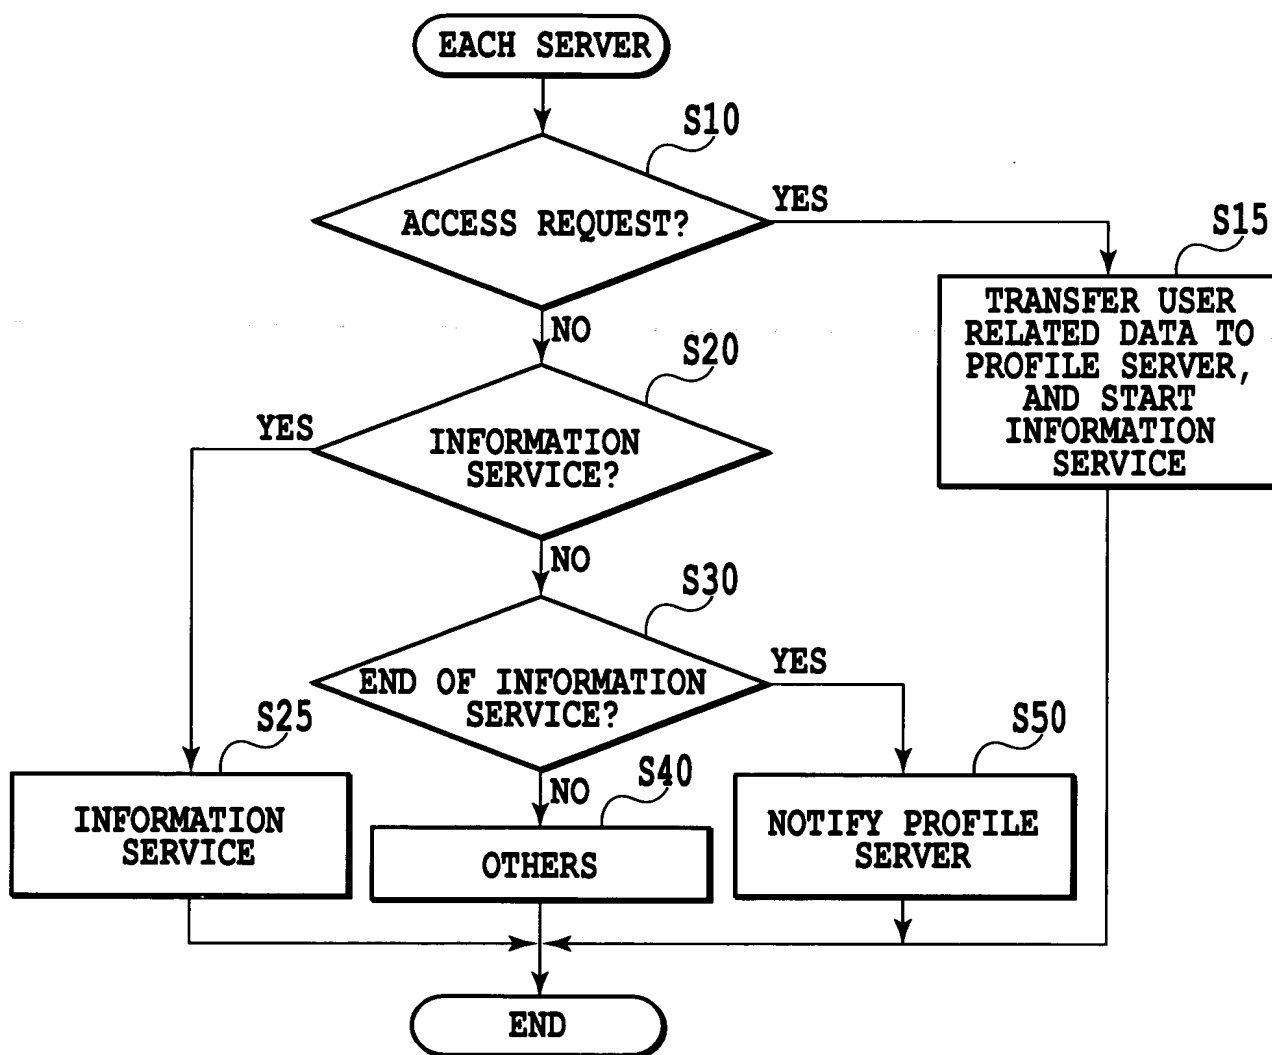 EACH SERVER
S10
ACCESS REQUEST?
YES
S15
TRANSFER USER
RELATED DATA TO
PROFILE SERVER,
AND START
INFORMATION
SERVICE
NO
S20
YES
INFORMATION
SERVICE?
NO
S30
END OF INFORMATION
SERVICE?
YES
S25
INFORMATION
SERVICE
NO
S40
OTHERS
S50
NOTIFY PROFILE
SERVER
END